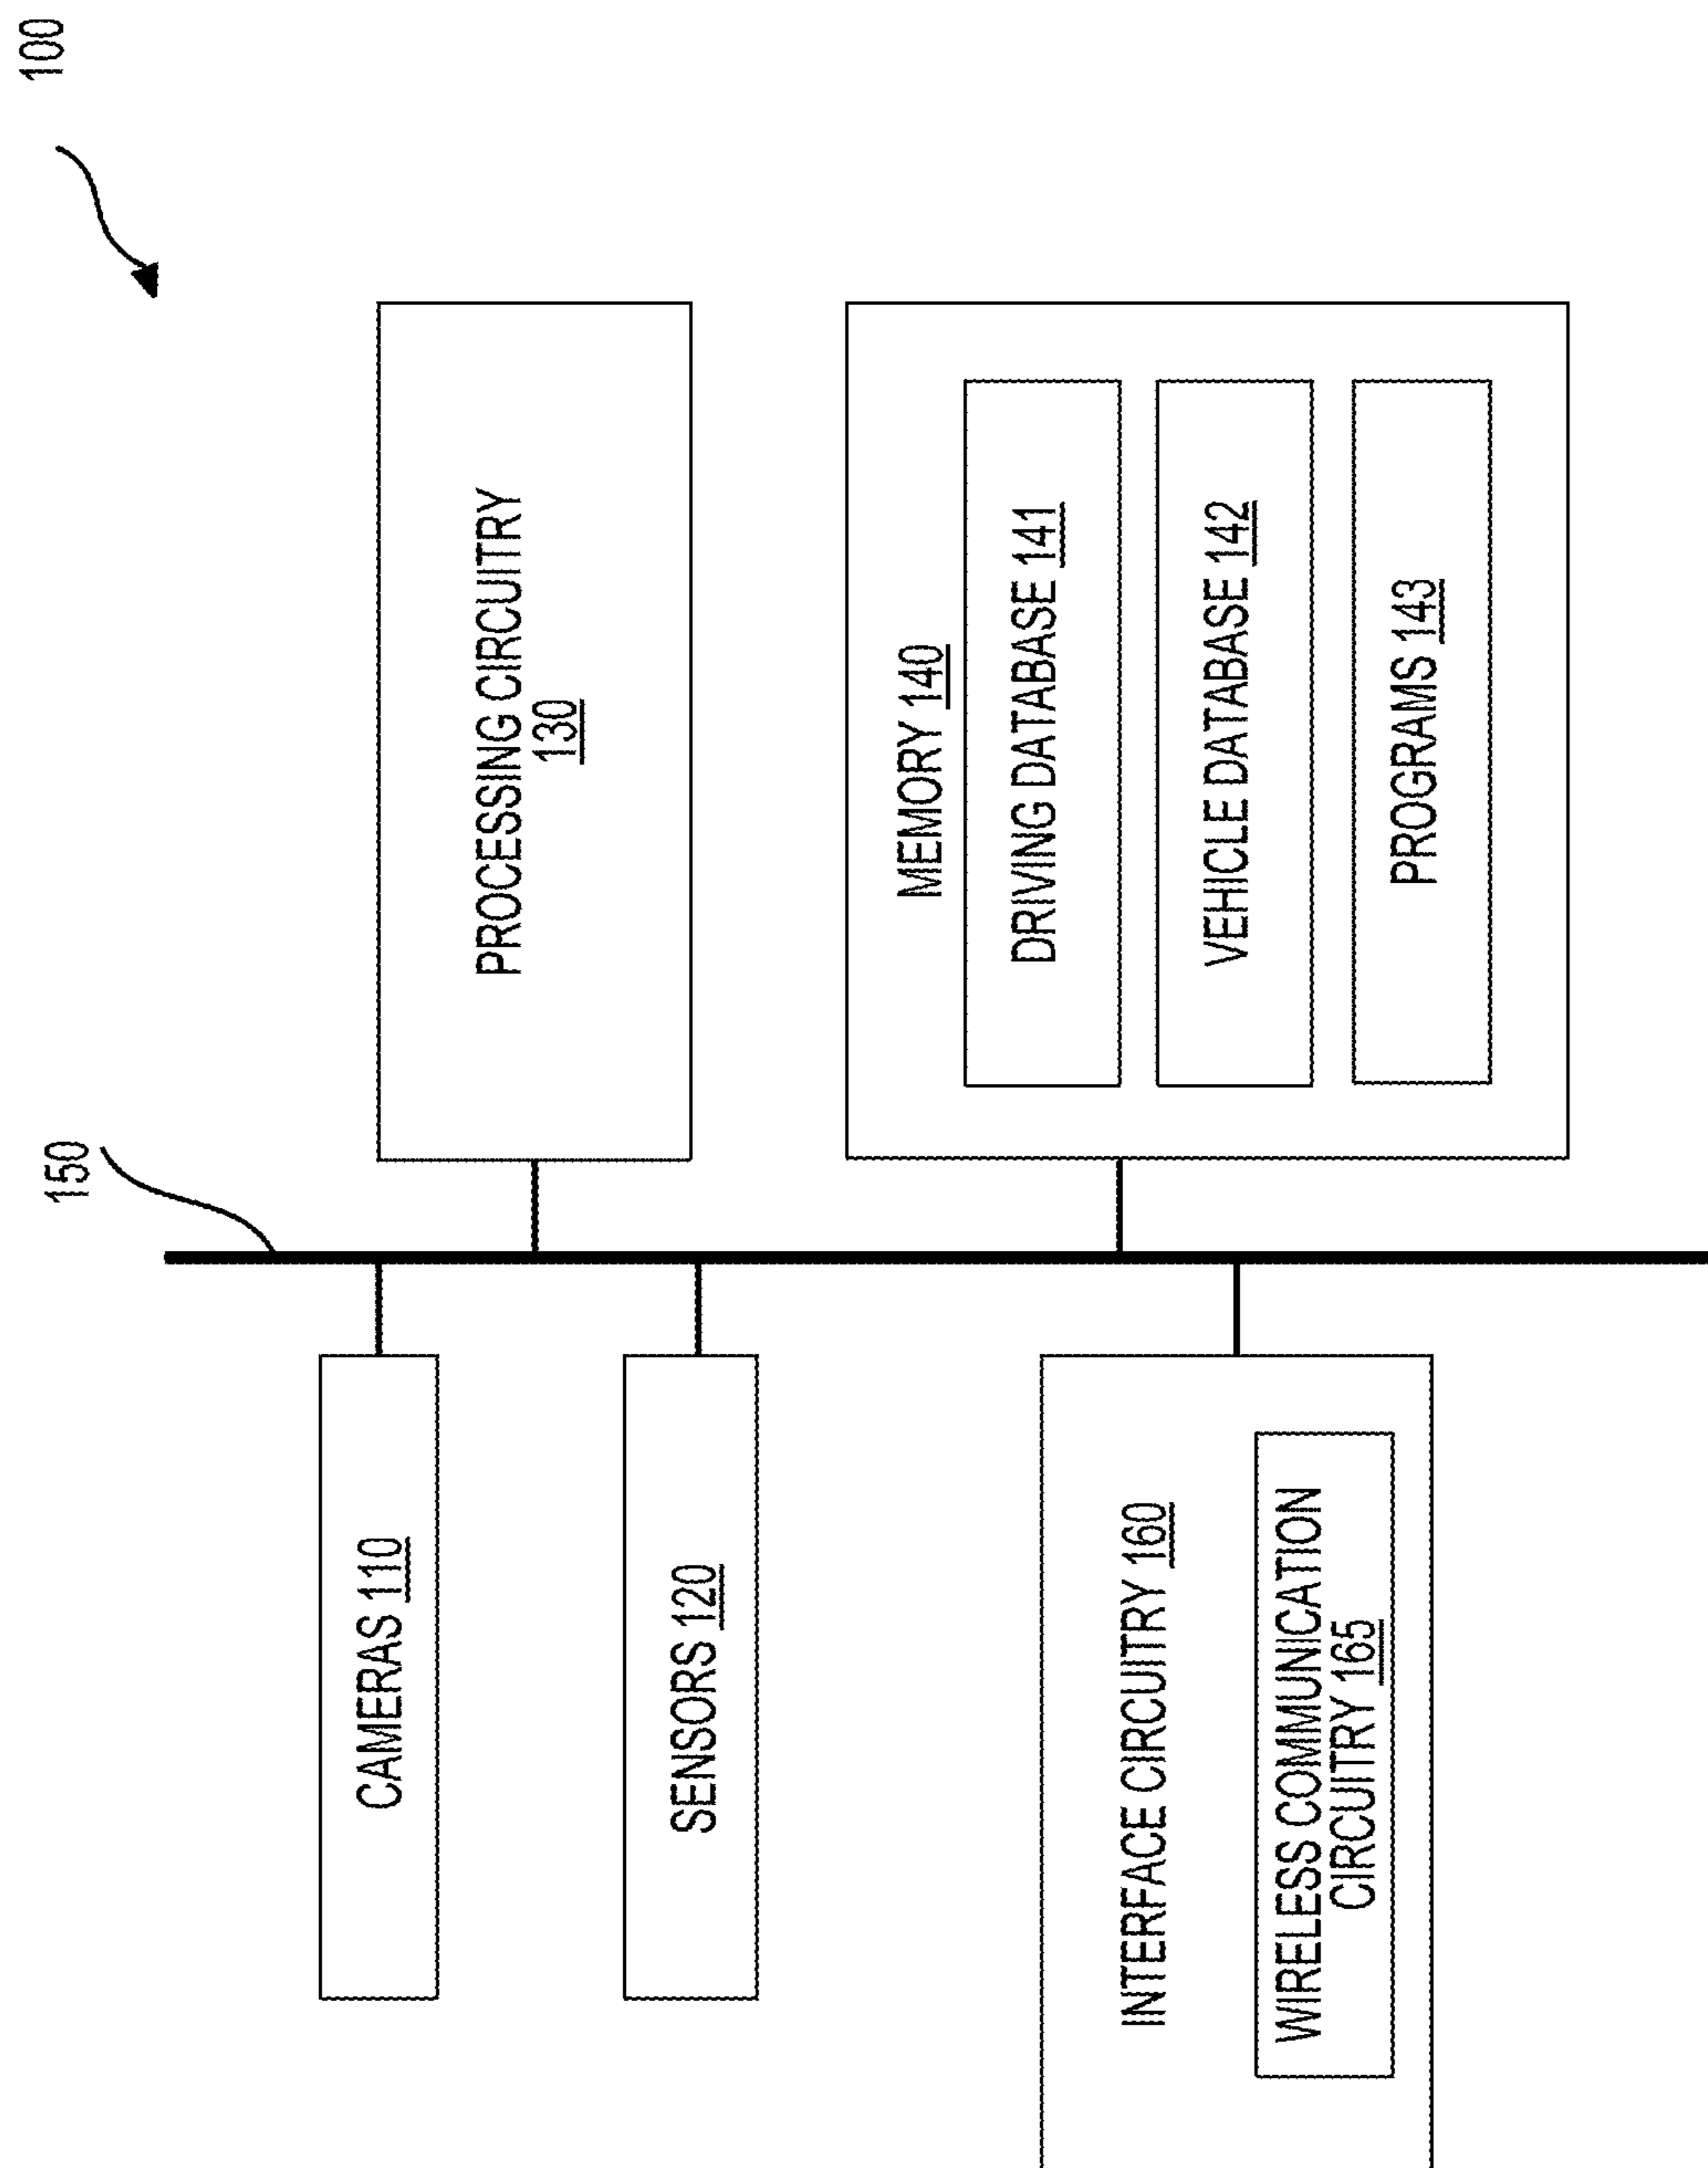 100
150
CAMERAS 110
PROCESSING CIRCUITRY
130
SENSORS 120
MEMORY 140
DRIVING DATABASE 141
VEHICLE DATABASE 142
PROGRAMS 143
INTERFACE CIRCUITRY 160
WIRELESS COMMUNICATION
CIRCUITRY 165